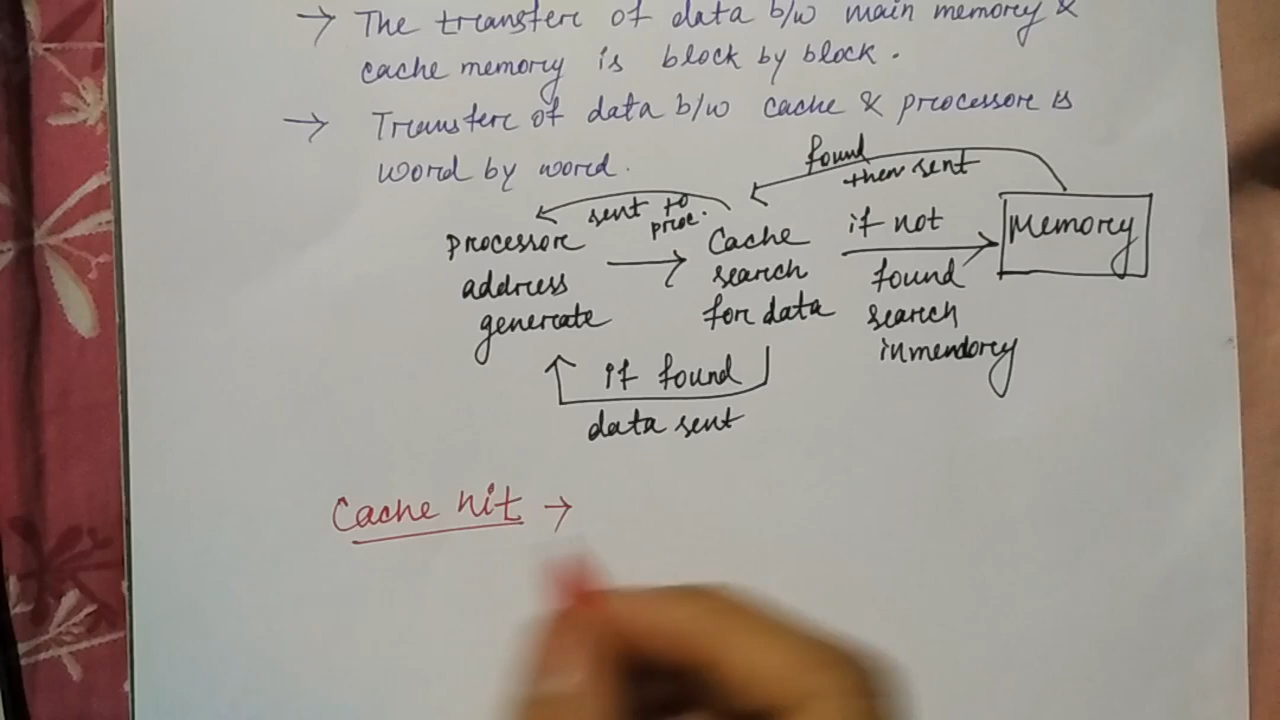 → The transfer of data b/w main memory &
cache memory is block by block.
→ Transfer of data b/w cache & processor is
word by word.
found
then sent
sent to
proc.
processor
address
generate
→
Cache
search
for data
if not
found
search
in memory
Memory
if found
data sent
Cache hit →